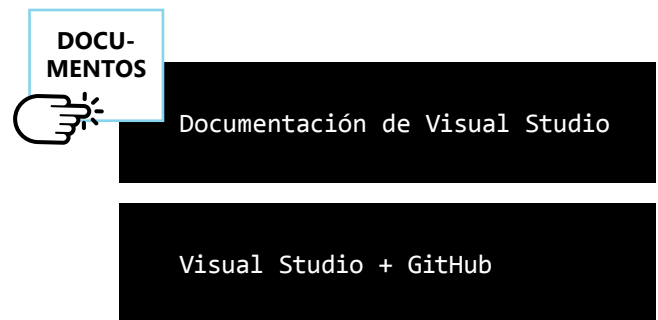 DOCU-
MENTOS
Documentación de Visual Studio
Visual Studio + GitHub